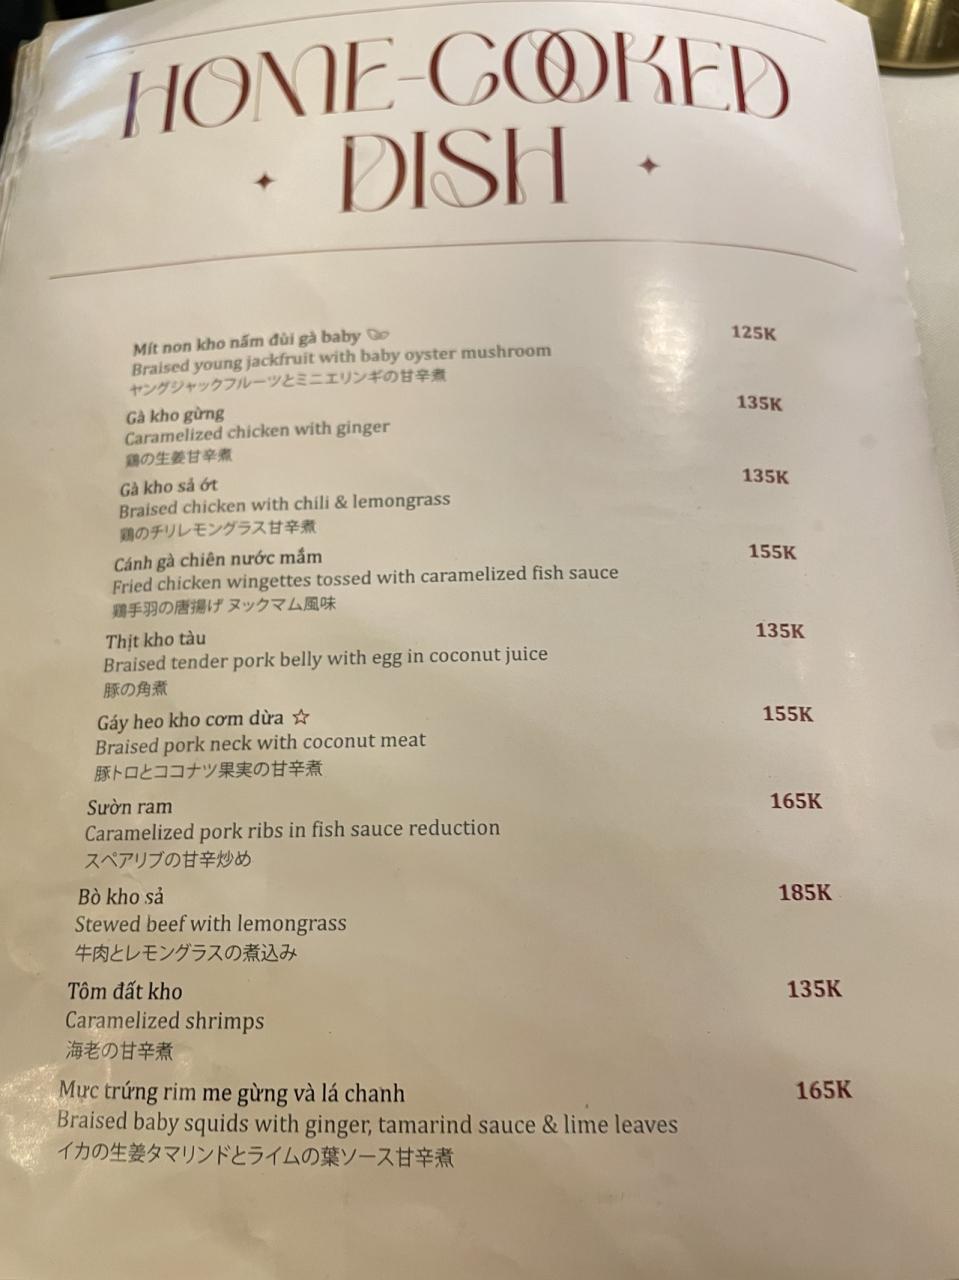 HOME-COOKED
DISH
Mít non kho nấm đùi gà baby
125K
Braised young jackfruit with baby oyster mushroom
ヤングジャックフルーツとミニエリンギの甘辛煮
Gà kho gừng
135K
Caramelized chicken with ginger
鶏の生姜甘辛煮
Gà kho sả ớt
135K
Braised chicken with chili & lemongrass
鶏のチリレモングラス甘辛煮
Cánh gà chiên nước mắm
155K
Fried chicken wingettes tossed with caramelized fish sauce
鶏手羽の唐揚げ ヌックマム風味
Thịt kho tàu
135K
Braised tender pork belly with egg in coconut juice
豚の角煮
Gáy heo kho cơm dừa ☆
155K
Braised pork neck with coconut meat
豚トロとココナツ果実の甘辛煮
Sườn ram
165K
Caramelized pork ribs in fish sauce reduction
スペアリブの甘辛炒め
Bò kho sả
185K
Stewed beef with lemongrass
牛肉とレモングラスの煮込み
Tôm đất kho
135K
Caramelized shrimps
海老の甘辛煮
Mực trứng rim me gừng và lá chanh
165K
Braised baby squids with ginger, tamarind sauce & lime leaves
イカの生姜タマリンドとライムの葉ソース甘辛煮